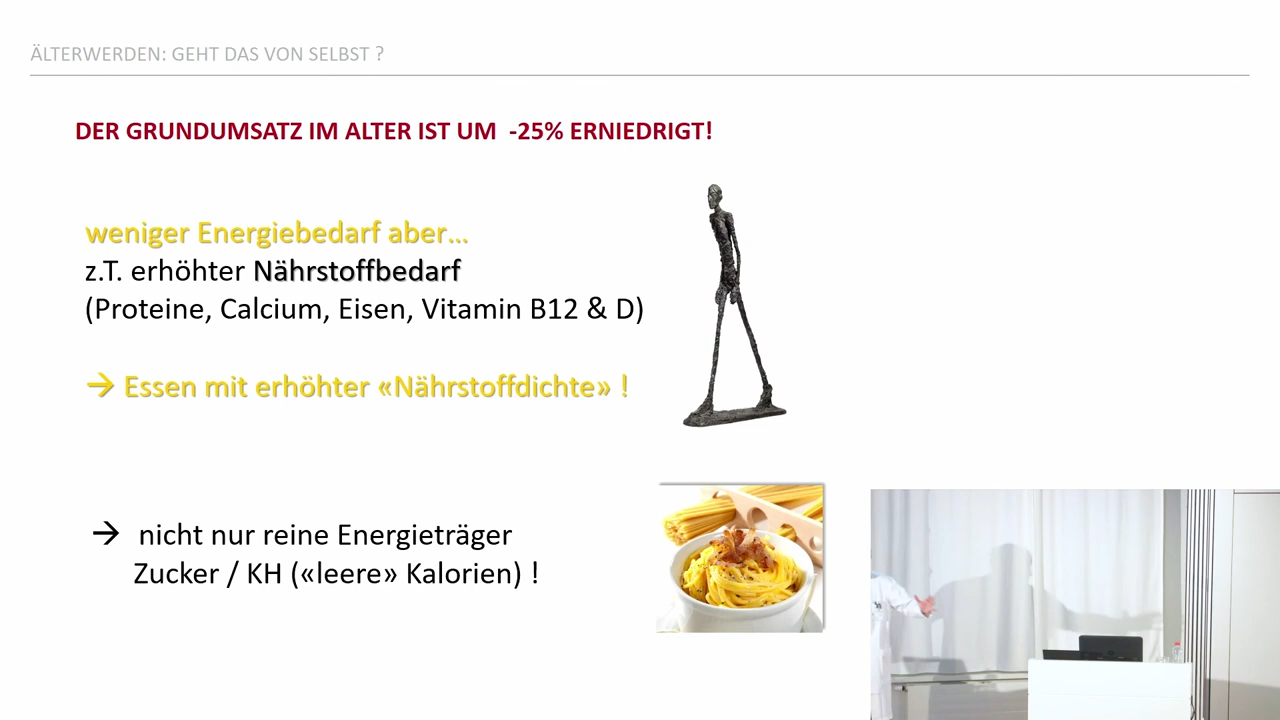 ÄLTERWERDEN: GEHT DAS VON SELBST ?
DER GRUNDUMSATZ IM ALTER IST UM -25% ERNIEDRIGT!
weniger Energiebedarf aber…
z.T. erhöhter Nährstoffbedarf
(Proteine, Calcium, Eisen, Vitamin B12 & D)
→ Essen mit erhöhter «Nährstoffdichte» !
→ nicht nur reine Energieträger
Zucker / KH («leere» Kalorien) !